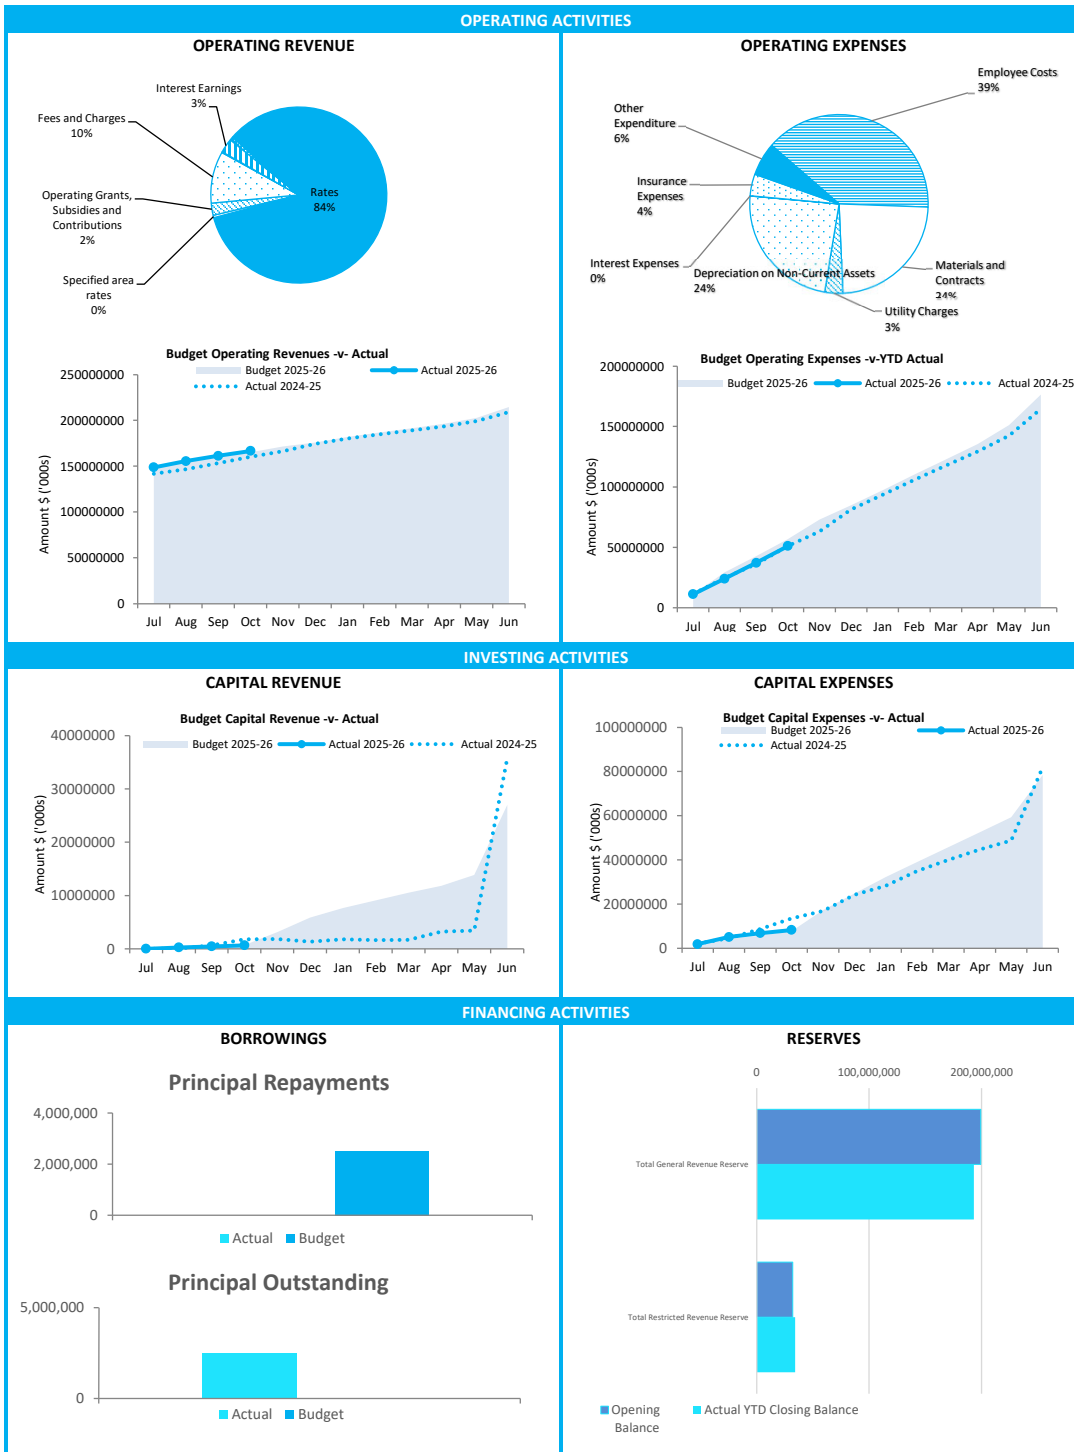 OPERATING ACTIVITIES
OPERATING REVENUE
Interest Earnings
3%
Fees and Charges
10%
Operating Grants,
Subsidies and
Contributions
2%
Specified area
rates
0%
Rates
84%
OPERATING EXPENSES
Employee Costs
39%
Other
Expenditure
6%
Insurance
Expenses
4%
Interest Expenses
0%
Depreciation on Non-Current Assets
24%
Materials and
Contracts
24%
Utility Charges
3%
Budget Operating Revenues -v- Actual
Budget 2025-26 Actual 2025-26
Actual 2024-25
Amount $ ('000s)
250000000
200000000
150000000
100000000
50000000
0
Jul Aug Sep Oct Nov Dec Jan Feb Mar Apr May Jun
Budget Operating Expenses -v-YTD Actual
Budget 2025-26 Actual 2025-26 Actual 2024-25
Amount $ ('000s)
200000000
150000000
100000000
50000000
0
Jul Aug Sep Oct Nov Dec Jan Feb Mar Apr May Jun
INVESTING ACTIVITIES
CAPITAL REVENUE
Budget Capital Revenue -v- Actual
Budget 2025-26 Actual 2025-26 Actual 2024-25
Amount $ ('000s)
40000000
30000000
20000000
10000000
0
Jul Aug Sep Oct Nov Dec Jan Feb Mar Apr May Jun
CAPITAL EXPENSES
Budget Capital Expenses -v- Actual
Budget 2025-26 Actual 2025-26
Actual 2024-25
Amount $ ('000s)
100000000
80000000
60000000
40000000
20000000
0
Jul Aug Sep Oct Nov Dec Jan Feb Mar Apr May Jun
FINANCING ACTIVITIES
BORROWINGS
Principal Repayments
4,000,000
2,000,000
0
Actual Budget
Principal Outstanding
5,000,000
0
Actual Budget
RESERVES
0 100,000,000 200,000,000
Total General Revenue Reserve
Total Restricted Revenue Reserve
Opening
Balance
Actual YTD Closing Balance